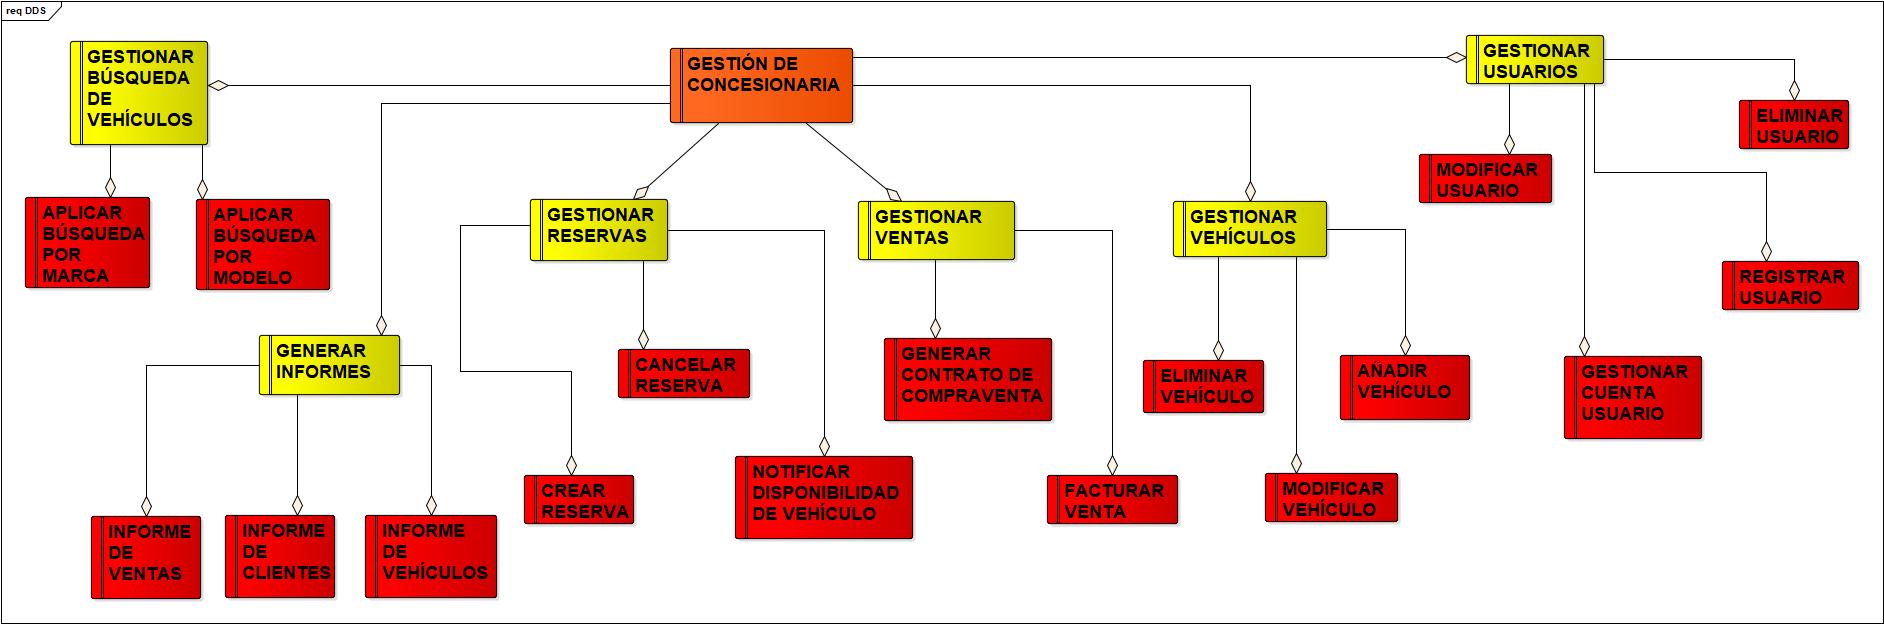 req DDS
GESTIONAR
BÚSQUEDA
DE
VEHÍCULOS
GESTIÓN DE
CONCESIONARIA
GESTIONAR
USUARIOS
ELIMINAR
USUARIO
MODIFICAR
USUARIO
APLICAR
BÚSQUEDA
POR
MARCA
APLICAR
BÚSQUEDA
POR
MODELO
GESTIONAR
RESERVAS
GESTIONAR
VENTAS
GESTIONAR
VEHÍCULOS
REGISTRAR
USUARIO
GENERAR
INFORMES
CANCELAR
RESERVA
GENERAR
CONTRATO DE
COMPRAVENTA
ELIMINAR
VEHÍCULO
AÑADIR
VEHÍCULO
GESTIONAR
CUENTA
USUARIO
CREAR
RESERVA
NOTIFICAR
DISPONIBILIDAD
DE VEHÍCULO
FACTURAR
VENTA
MODIFICAR
VEHÍCULO
INFORME
DE
VENTAS
INFORME
DE
CLIENTES
INFORME
DE
VEHÍCULOS